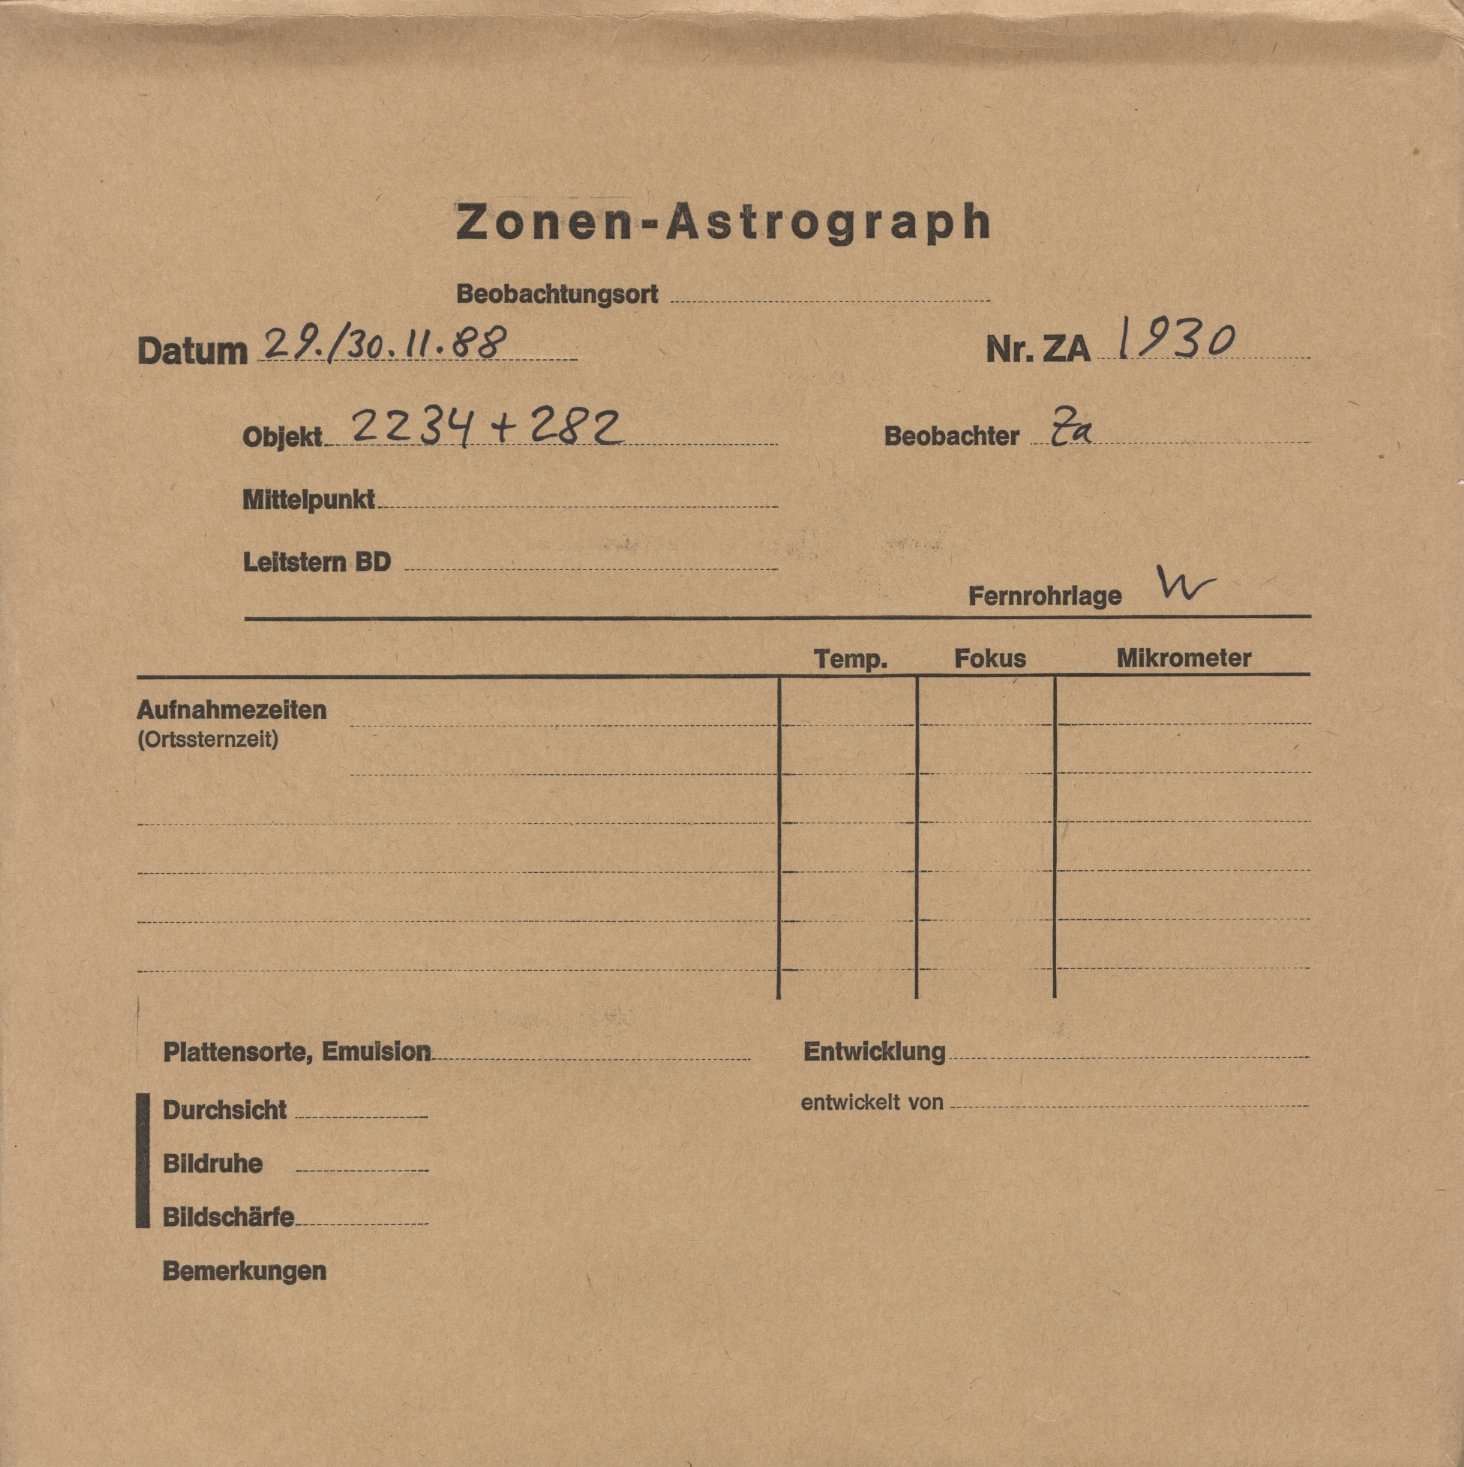 Zonen-Astrograph
Beobachtungsort
Datum 29./30.11.88 Nr. ZA 1930
Objekt 2234+282 Beobachter Za
Mittelpunkt
Leitstern BD
Fernrohrlage W
Temp. Fokus Mikrometer
Aufnahmezeiten
(Ortssternzeit)
Plattensorte, Emulsion Entwicklung
Durchsicht entwickelt von
Bildruhe
Bildschärfe
Bemerkungen